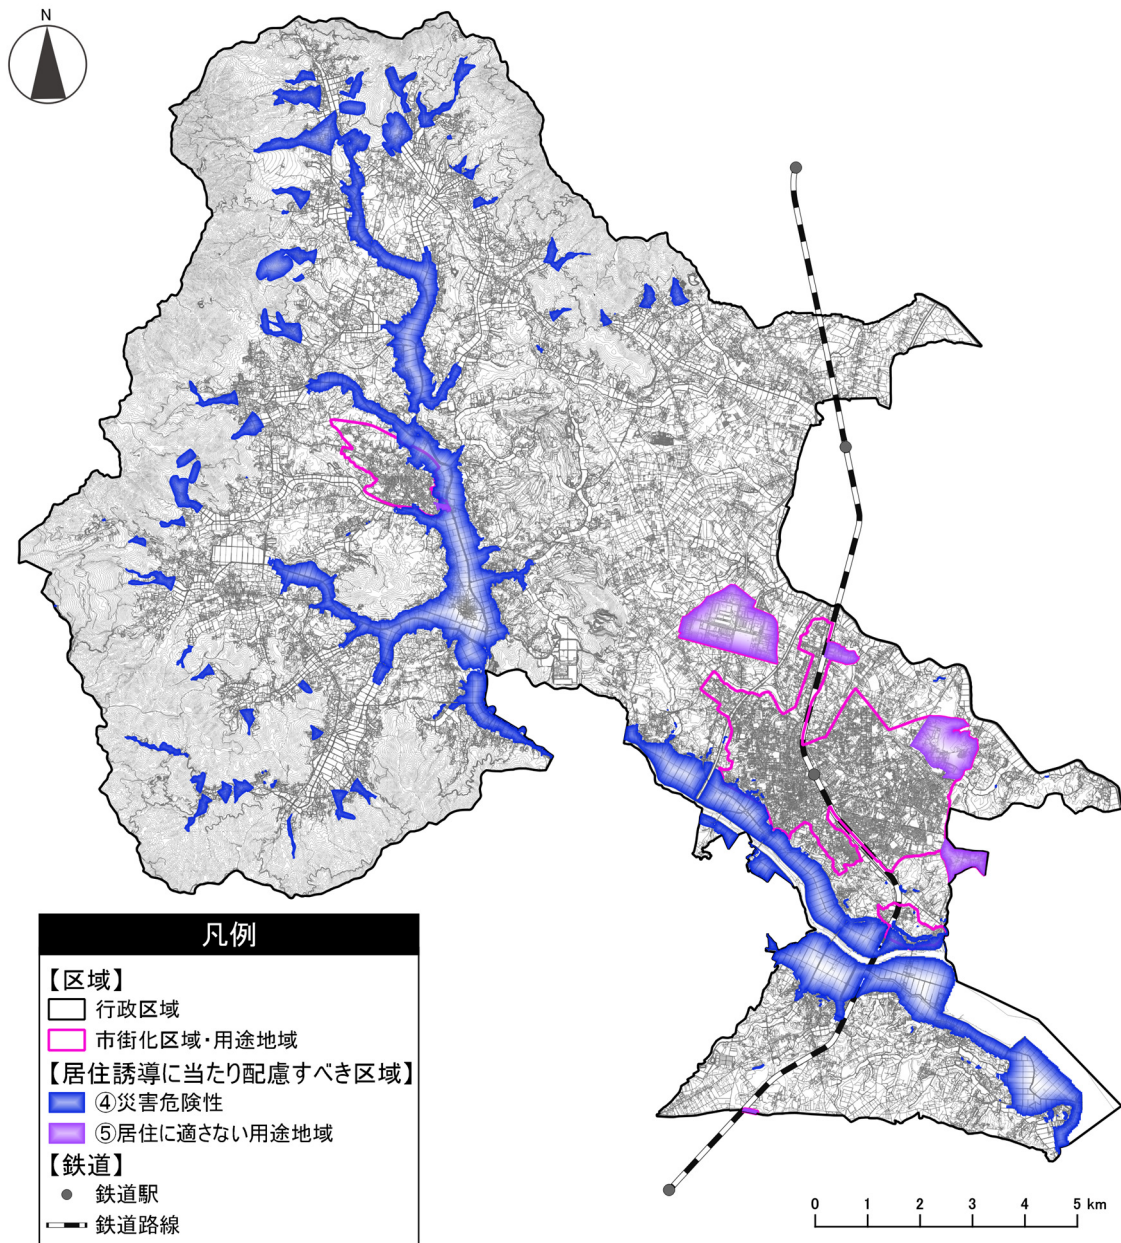 N
凡例
【区域】
行政区域
市街化区域・用途地域
【居住誘導に当たり配慮すべき区域】
④災害危険性
⑤居住に適さない用途地域
【鉄道】
鉄道駅
鉄道路線
0 1 2 3 4 5 km